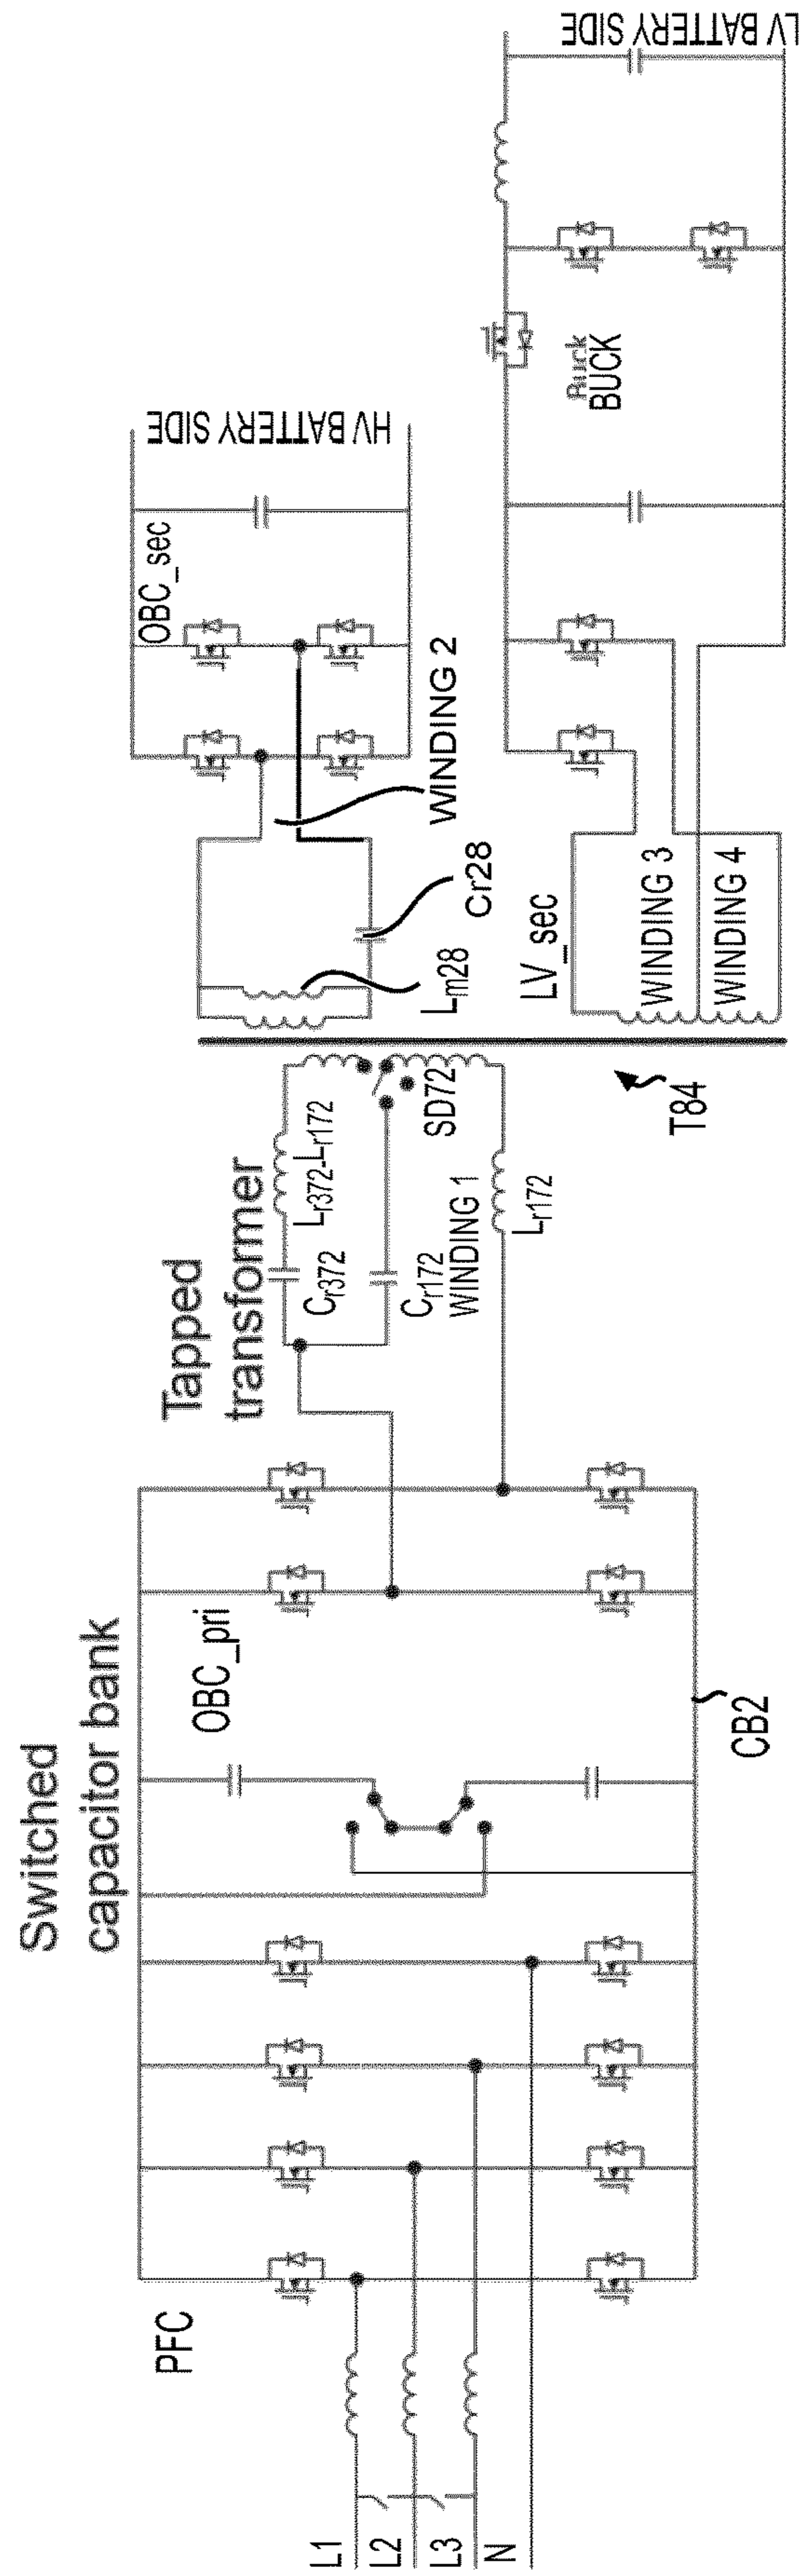 Switched
capacitor bank
Tapped
transformer
PFC
L1
L2
L3
N
OBC_pri
CB2
Cr372
Lr372-Lr172
Cr172
WINDING 1
SD72
Lr172
T84
Lm28
Cr28
WINDING 2
OBC_sec
HV BATTERY SIDE
LV_sec
WINDING 3
WINDING 4
Buck
BUCK
LV BATTERY SIDE